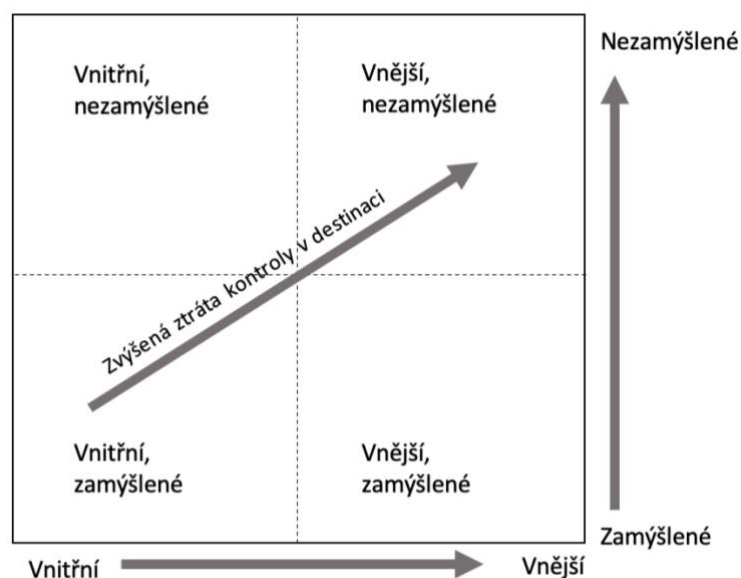 Nezamýšlené
Vnitřní,
nezamýšlené
Vnější,
nezamýšlené
Zvýšená ztráta kontroly v destinaci
Vnitřní,
zamýšlené
Vnější,
zamýšlené
Zamýšlené
Vnitřní
Vnější